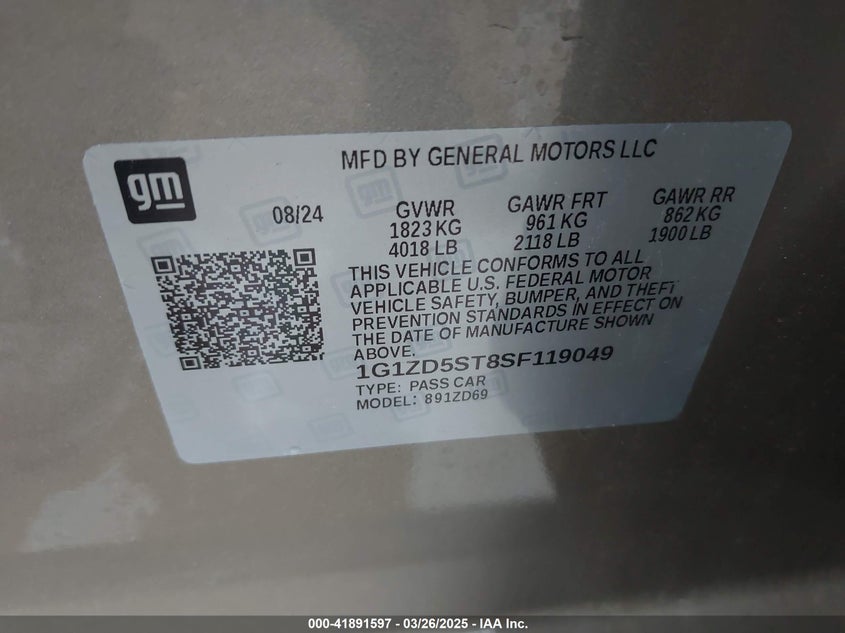 gm
MFD BY GENERAL MOTORS LLC
08/24
GVWR
1823 KG
4018 LB
GAWR FRT
961 KG
2118 LB
GAWR RR
862 KG
1900 LB
THIS VEHICLE CONFORMS TO ALL
APPLICABLE U.S. FEDERAL MOTOR
VEHICLE SAFETY, BUMPER, AND THEFT
PREVENTION STANDARDS IN EFFECT ON
THE DATE OF MANUFACTURE SHOWN
ABOVE.
1G1ZD5ST8SF119049
TYPE: PASS CAR
MODEL: 891ZD69
000-41891597 - 03/26/2025 - IAA Inc.